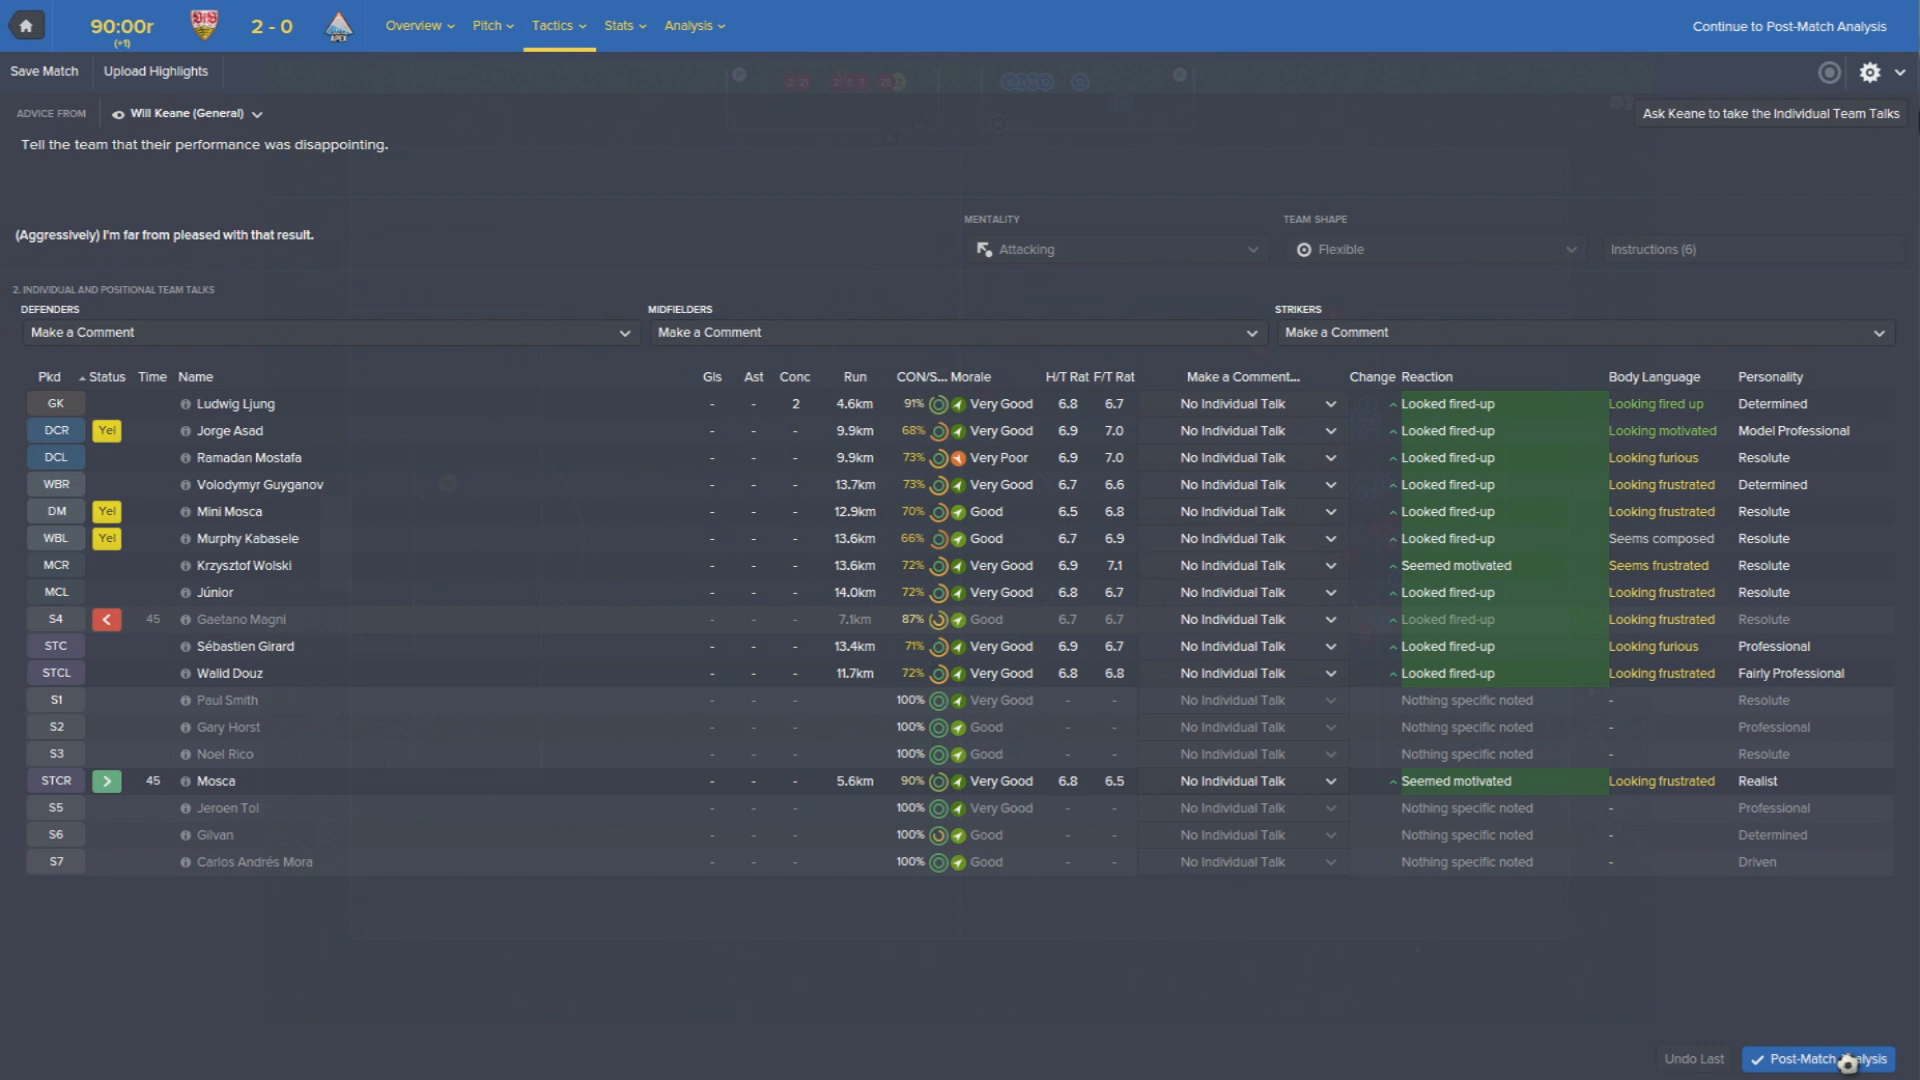 90:00r
(+1)
2 - 0
APEX
Overview
Pitch
Tactics
Stats
Analysis
Continue to Post-Match Analysis
Save Match
Upload Highlights
ADVICE FROM
Will Keane (General)
Ask Keane to take the Individual Team Talks
Tell the team that their performance was disappointing.
MENTALITY
TEAM SHAPE
(Aggressively) I'm far from pleased with that result.
Attacking
Flexible
Instructions (6)
2. INDIVIDUAL AND POSITIONAL TEAM TALKS
DEFENDERS
MIDFIELDERS
STRIKERS
Make a Comment
Make a Comment
Make a Comment
Pkd Status Time Name Gls Ast Conc Run CON/S... Morale H/T Rat F/T Rat Make a Comment... Change Reaction Body Language Personality
GK Ludwig Ljung - - 2 4.6km 91% Very Good 6.8 6.7 No Individual Talk Looked fired-up Looking fired up Determined
DCR Yel Jorge Asad - - - 9.9km 68% Very Good 6.9 7.0 No Individual Talk Looked fired-up Looking motivated Model Professional
DCL Ramadan Mostafa - - - 9.9km 73% Very Poor 6.9 7.0 No Individual Talk Looked fired-up Looking furious Resolute
WBR Volodymyr Guyganov - - - 13.7km 73% Very Good 6.7 6.6 No Individual Talk Looked fired-up Looking frustrated Determined
DM Yel Mini Mosca - - - 12.9km 70% Good 6.5 6.8 No Individual Talk Looked fired-up Looking frustrated Resolute
WBL Yel Murphy Kabasele - - - 13.6km 66% Good 6.7 6.9 No Individual Talk Looked fired-up Seems composed Resolute
MCR Krzysztof Wolski - - - 13.6km 72% Very Good 6.9 7.1 No Individual Talk Seemed motivated Seems frustrated Resolute
MCL Júnior - - - 14.0km 72% Very Good 6.8 6.7 No Individual Talk Looked fired-up Looking frustrated Resolute
S4 45 Gaetano Magni - - - 7.1km 87% Good 6.7 6.7 No Individual Talk Looked fired-up Looking frustrated Resolute
STC Sébastien Girard - - - 13.4km 71% Very Good 6.9 6.7 No Individual Talk Looked fired-up Looking furious Professional
STCL Walid Douz - - - 11.7km 72% Very Good 6.8 6.8 No Individual Talk Looked fired-up Looking frustrated Fairly Professional
S1 Paul Smith - - - 100% Very Good - - No Individual Talk Nothing specific noted - Resolute
S2 Gary Horst - - - 100% Good - - No Individual Talk Nothing specific noted - Professional
S3 Noel Rico - - - 100% Good - - No Individual Talk Nothing specific noted - Resolute
STCR 45 Mosca - - - 5.6km 90% Very Good 6.8 6.5 No Individual Talk Seemed motivated Looking frustrated Realist
S5 Jeroen Tol - - - 100% Very Good - - No Individual Talk Nothing specific noted - Professional
S6 Gilvan - - - 100% Good - - No Individual Talk Nothing specific noted - Determined
S7 Carlos Andrés Mora - - - 100% Good - - No Individual Talk Nothing specific noted - Driven
Undo Last
Post-Match Analysis